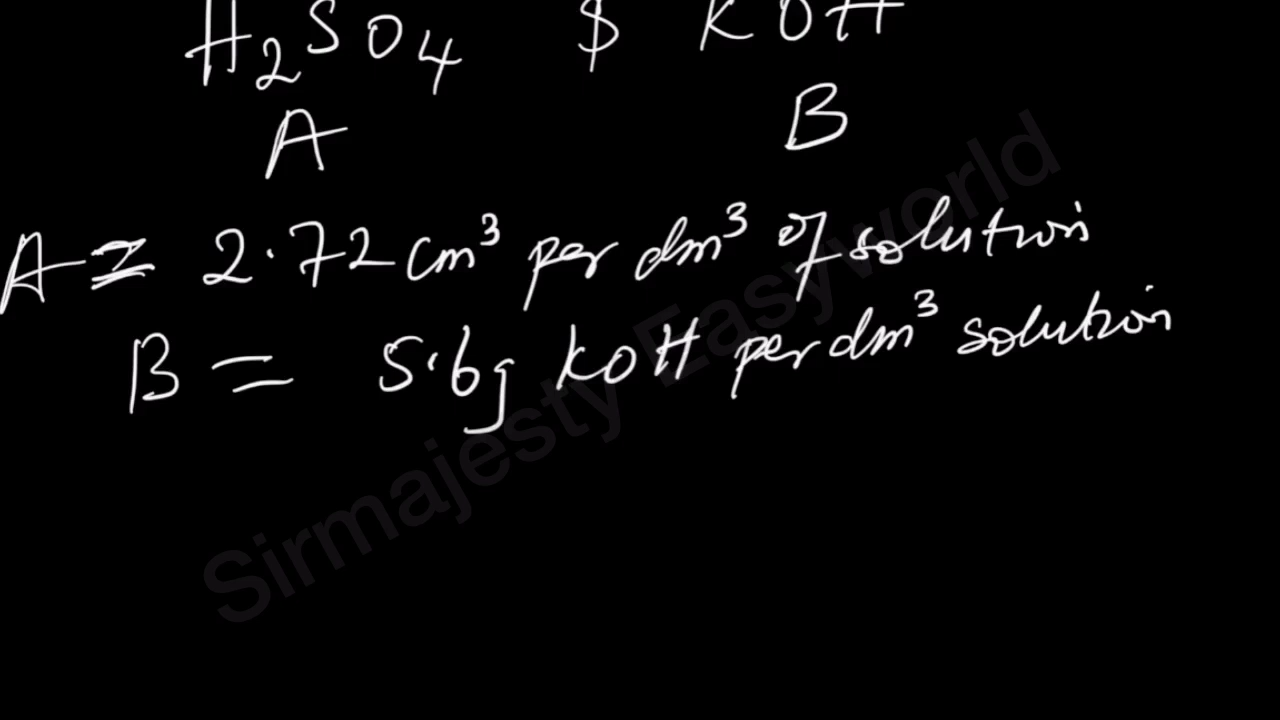 H₂SO₄ $ KOH
A B
A = 2.72 cm³ per dm³ of solution
B = 5.6g KOH per dm³ solution
Sirmajesty Easyworld